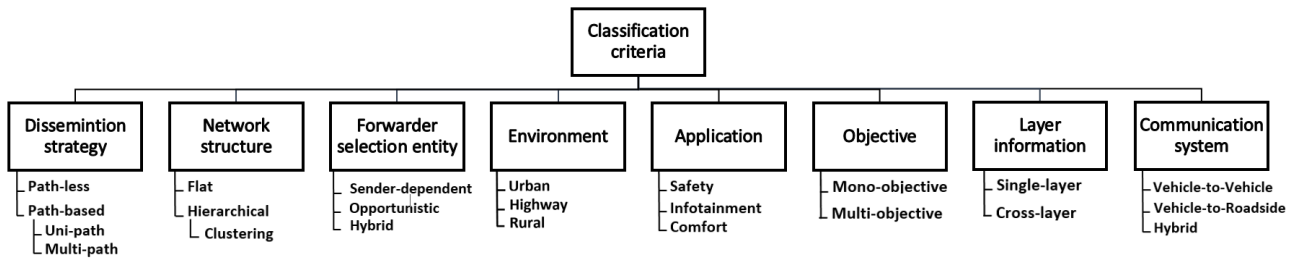 Classification
criteria
Dissemintion
strategy
Path-less
Path-based
Uni-path
Multi-path
Network
structure
Flat
Hierarchical
Clustering
Forwarder
selection entity
Sender-dependent
Opportunistic
Hybrid
Environment
Urban
Highway
Rural
Application
Safety
Infotainment
Comfort
Objective
Mono-objective
Multi-objective
Layer
information
Single-layer
Cross-layer
Communication
system
Vehicle-to-Vehicle
Vehicle-to-Roadside
Hybrid